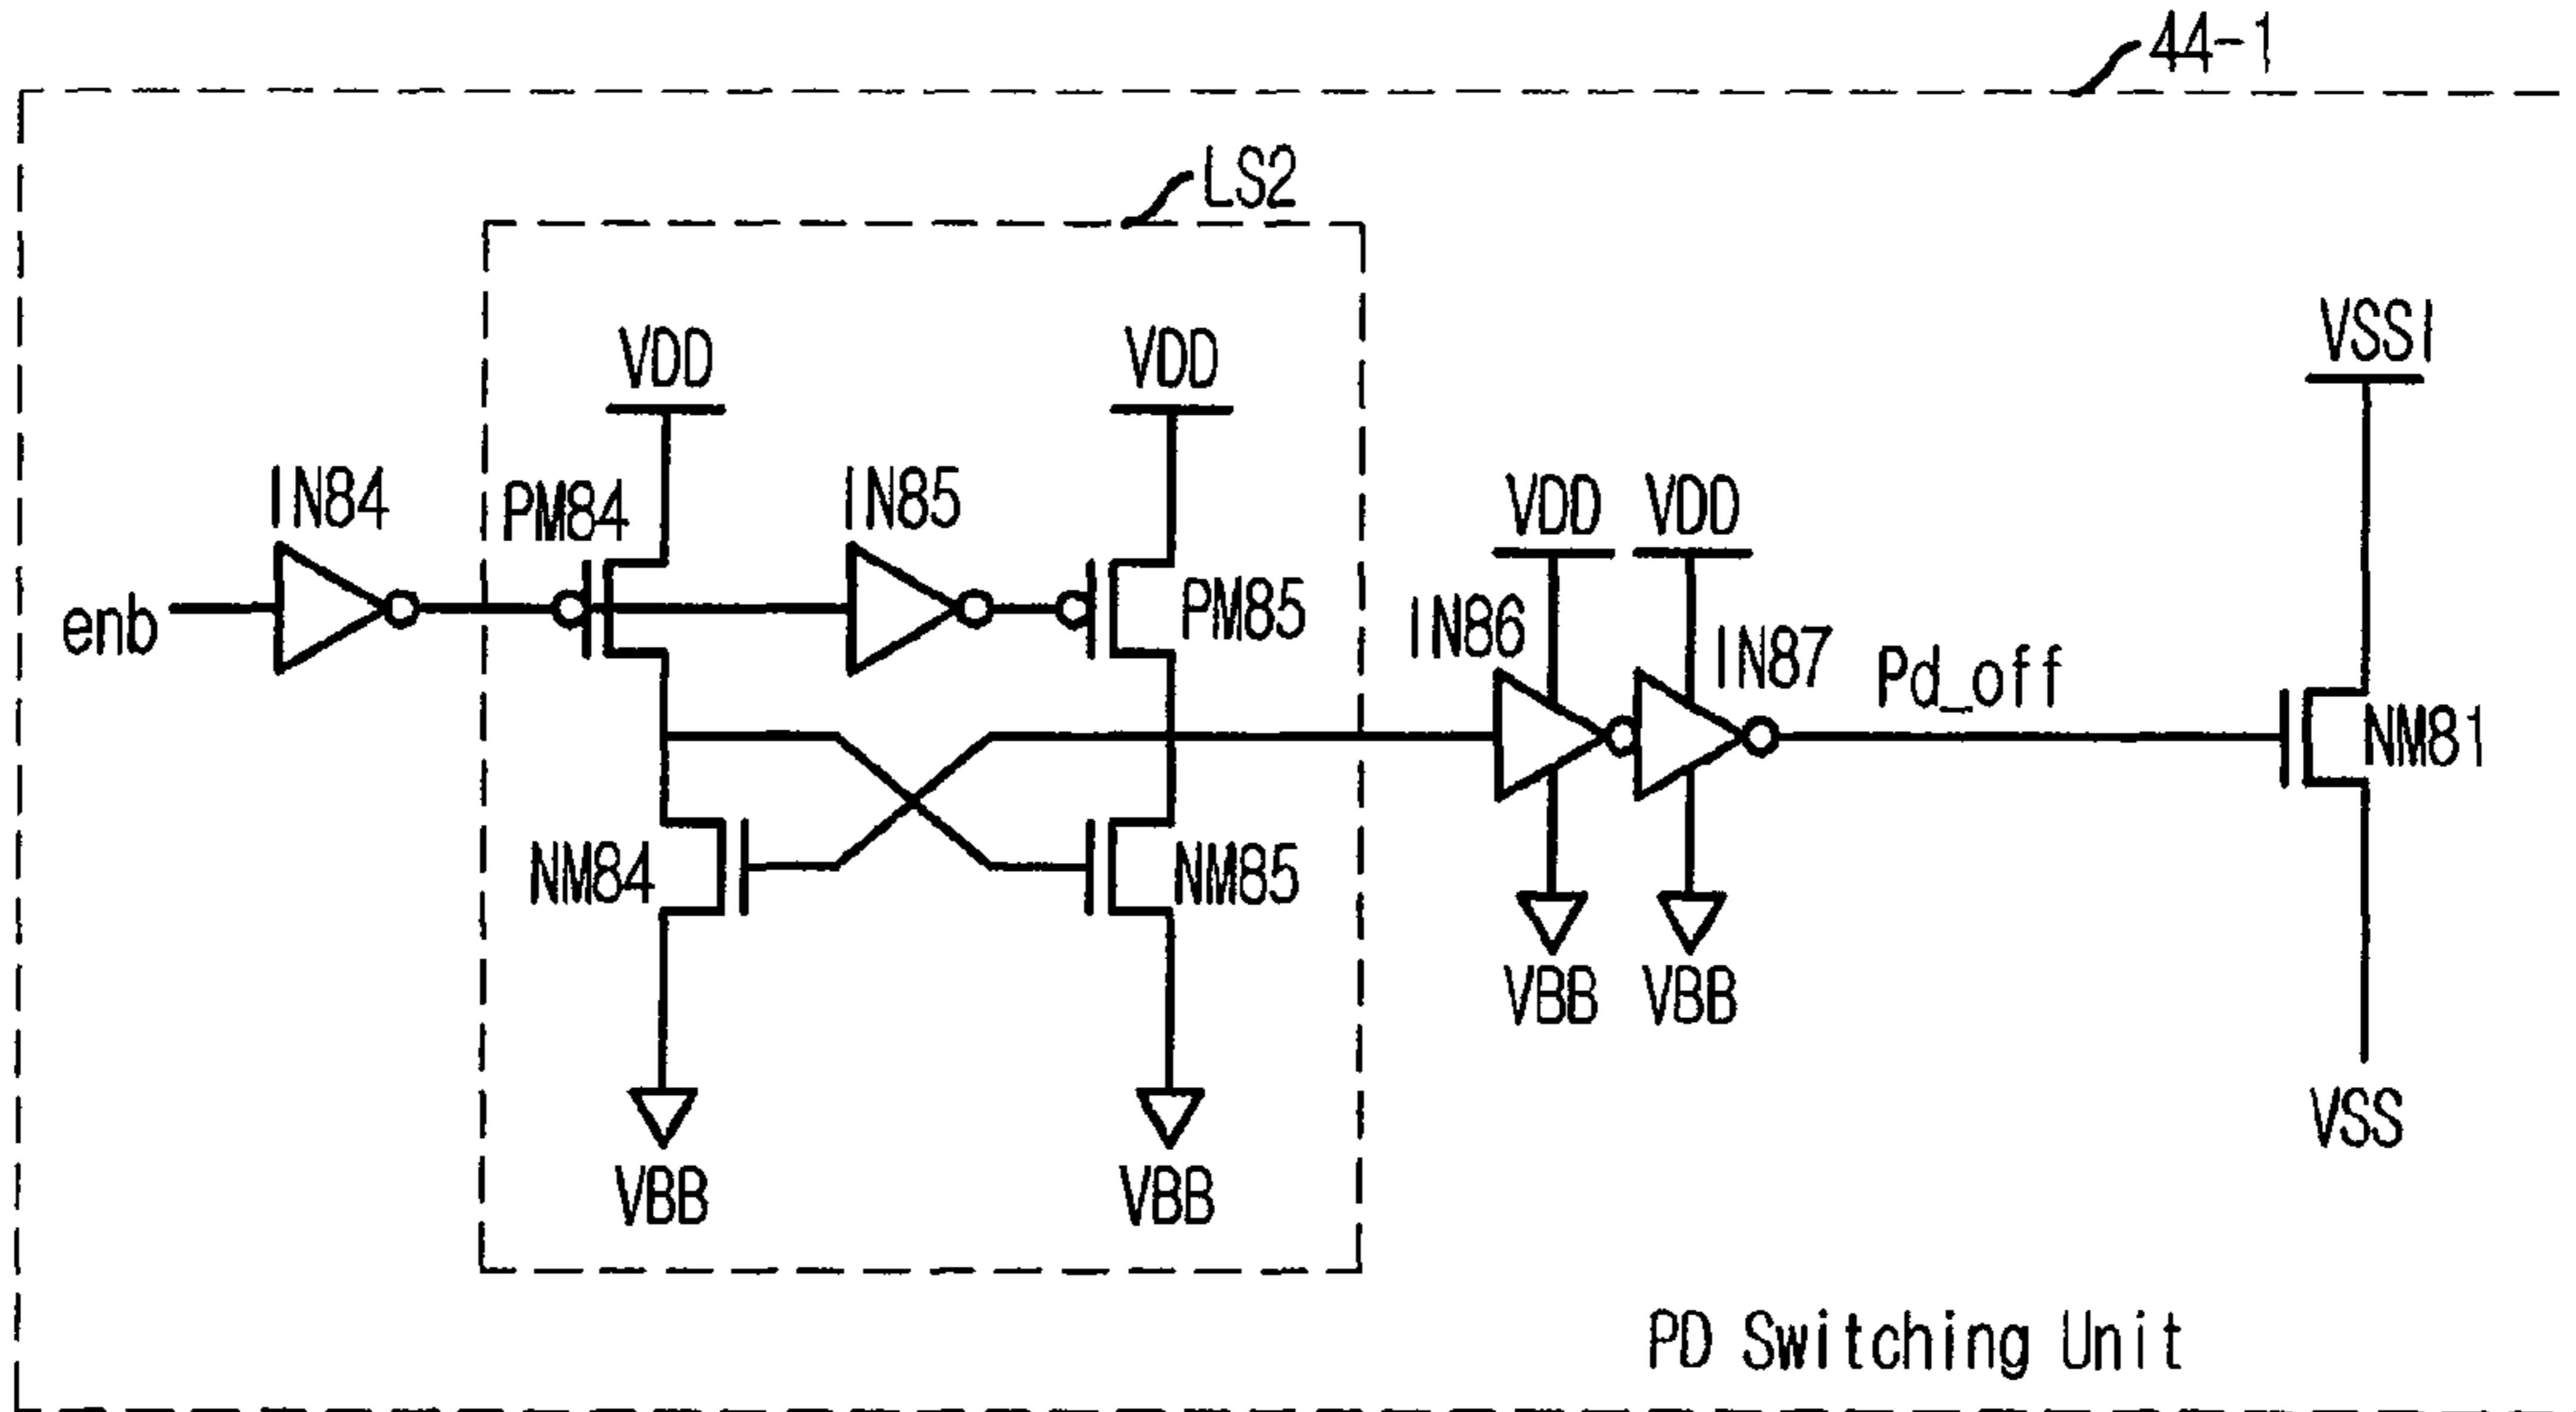 44-1
LS2
VDD
VDD
VSSI
IN84
PM84
IN85
VDD
VDD
enb
PM85
IN86
IN87
Pd_off
NM81
NM84
NM85
VBB
VBB
VSS
VBB
VBB
PD Switching Unit